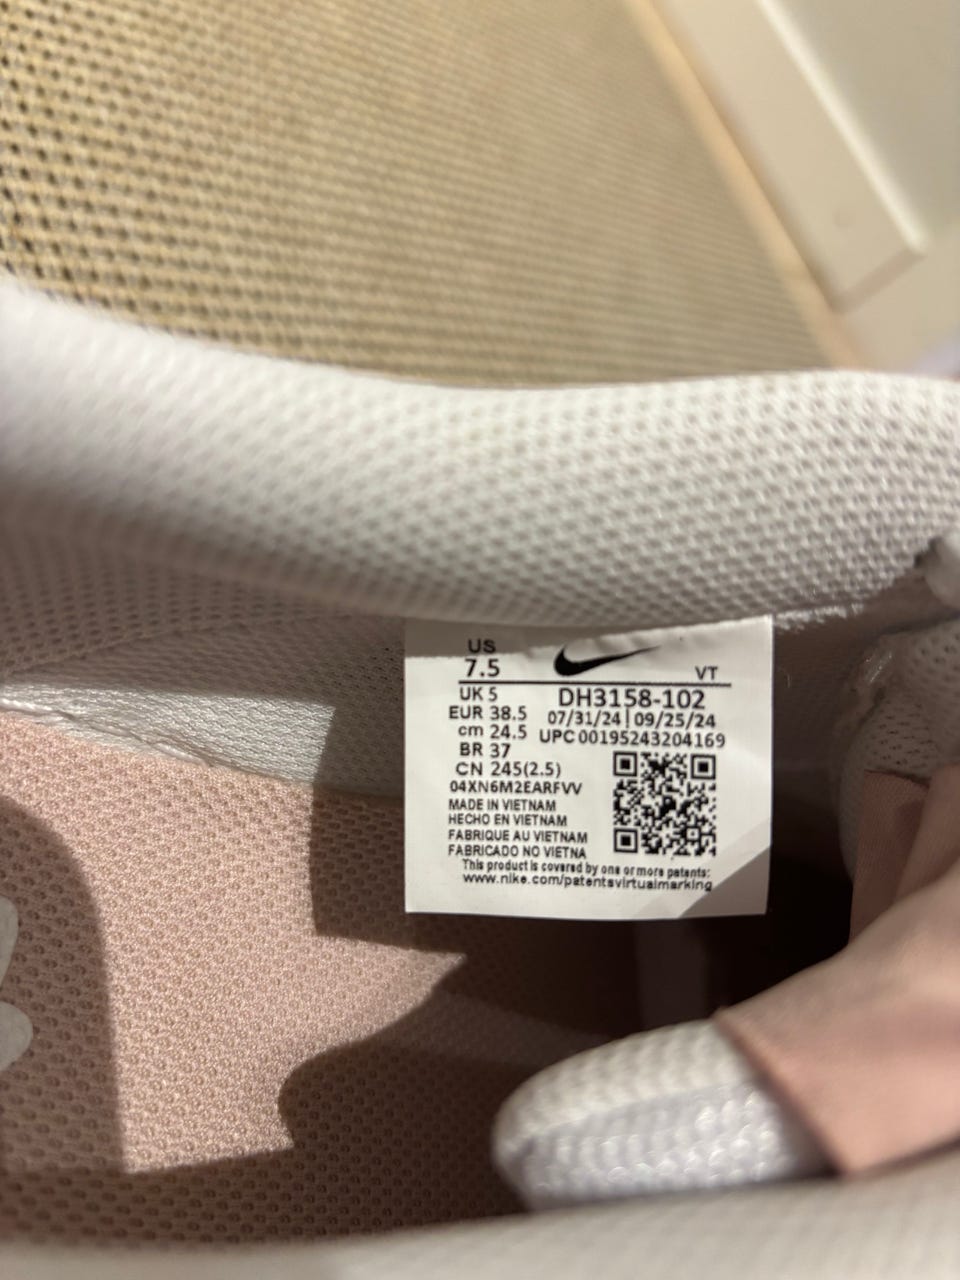 US
7.5 VT
UK 5 DH3158-102
EUR 38.5 07/31/24|09/25/24
cm 24.5 UPC 00195243204169
BR 37
CN 245(2.5)
04XN6M2EARFVV
MADE IN VIETNAM
HECHO EN VIETNAM
FABRIQUE AU VIETNAM
FABRICADO NO VIETNA
This product is covered by one or more patents:
www.nike.com/patentsvirtualmarking